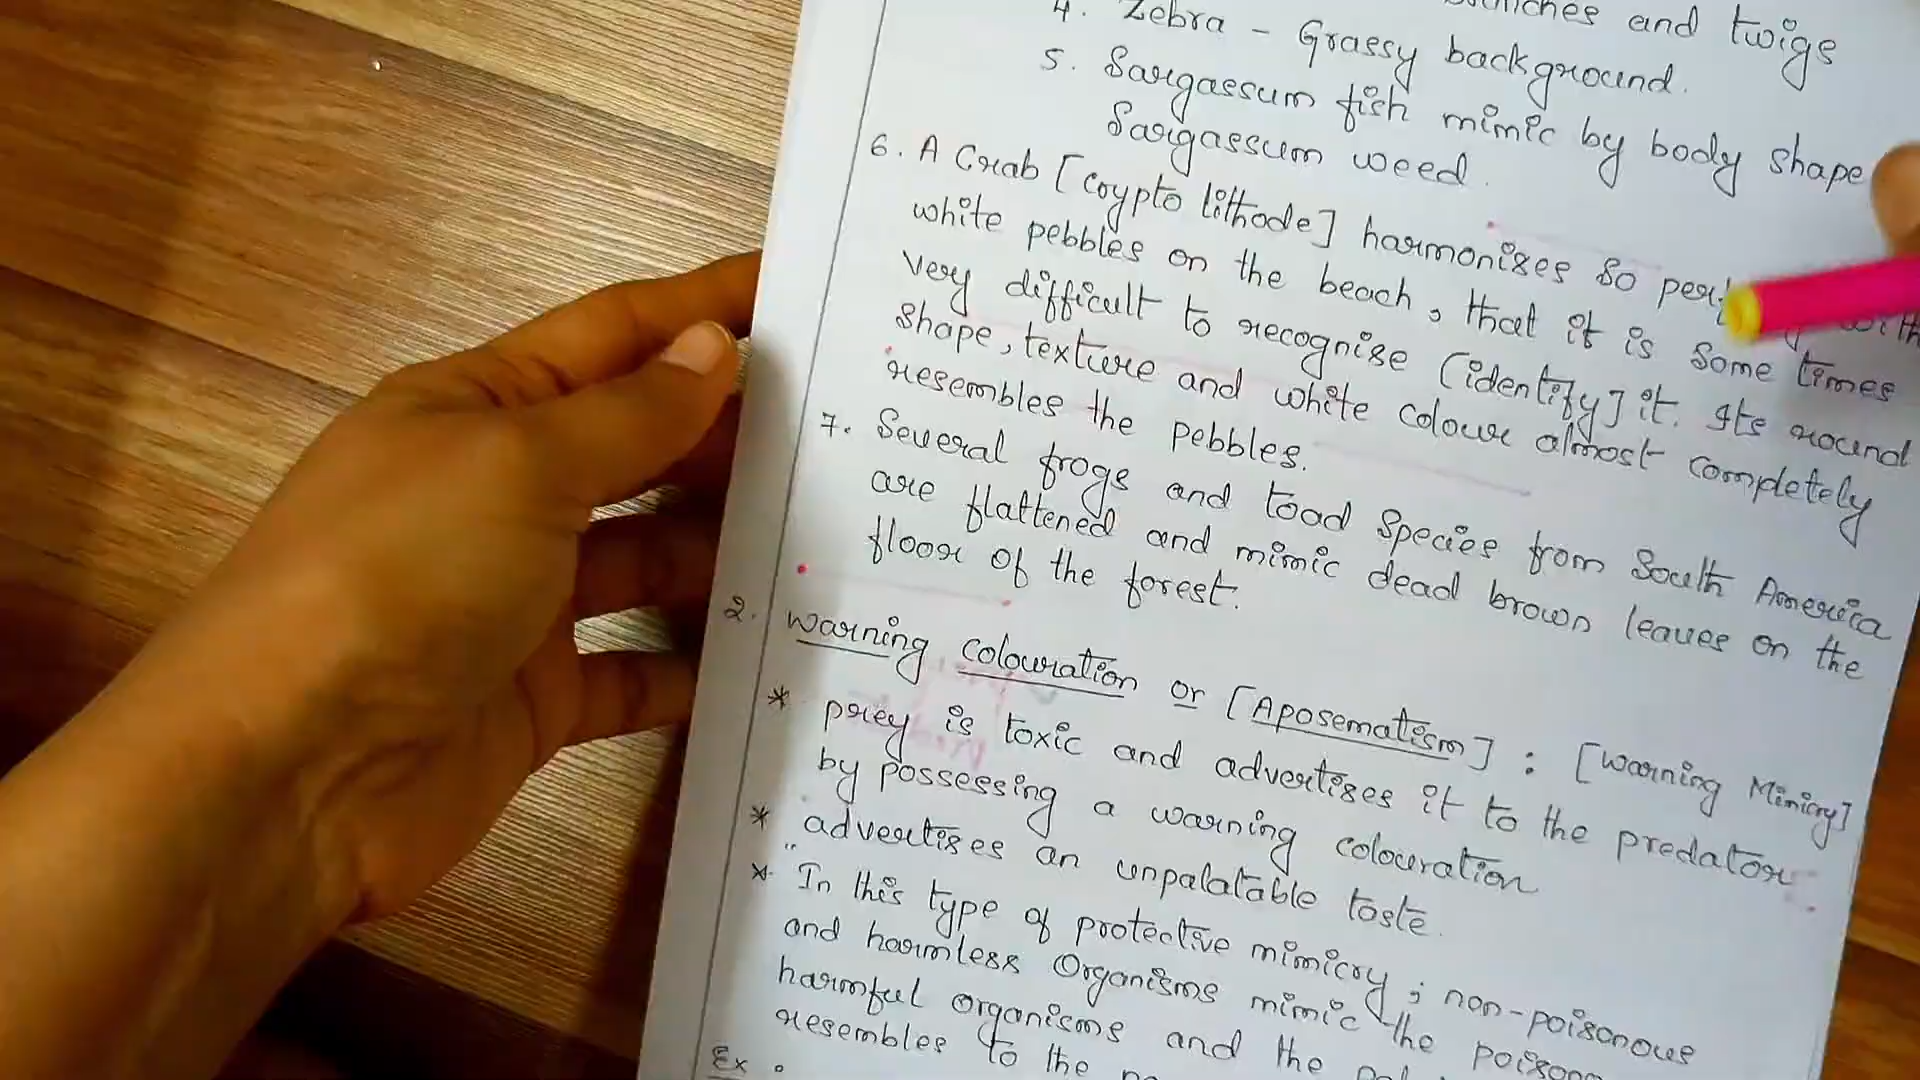 and twigs
4. Zebra - Grassy background.
5. Sargassum fish mimic by body shape
Sargassum weed.
6. A Crab [Crypto lithode] harmonizes so
white pebbles on the beach, that it is some times
very difficult to recognise [identify] it. Its round
shape, texture and white colour almost completely
resembles the pebbles.
7. Several frogs and toad species from South America
are flattened and mimic dead brown leaves on the
floor of the forest.
2. Warning Colouration or [Aposematism] : [Warning Mimicry]
* prey is toxic and advertizes it to the predator
by possessing a warning colouration
* advertizes an unpalatable taste.
* "In this type of protective mimicry; non-poisonous
and harmless Organisms mimic the
harmful organisms and the
resembles to the
Ex :